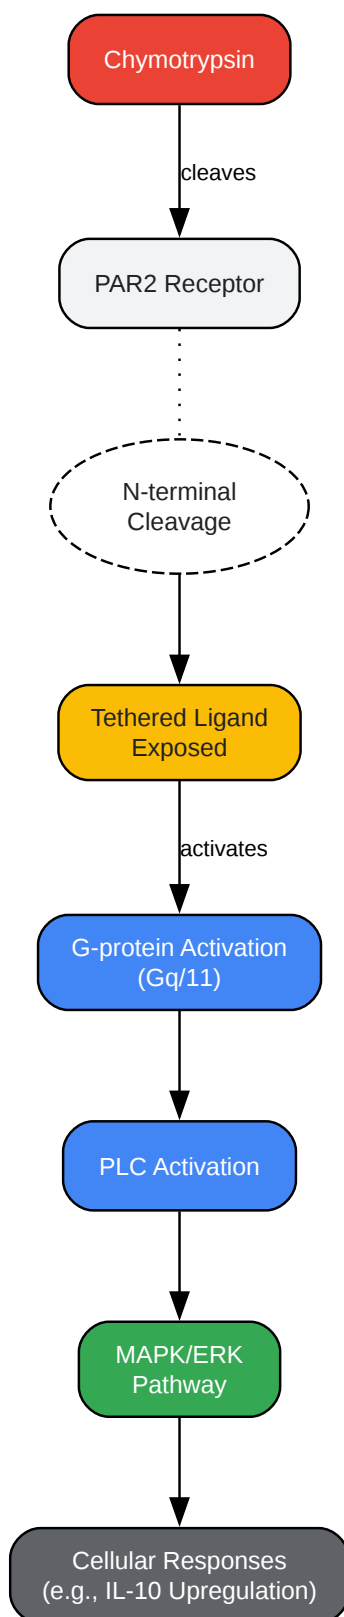 Chymotrypsin
cleaves
PAR2 Receptor
N-terminal
Cleavage
Tethered Ligand
Exposed
activates
G-protein Activation
(Gq/11)
PLC Activation
MAPK/ERK
Pathway
Cellular Responses
(e.g., IL-10 Upregulation)